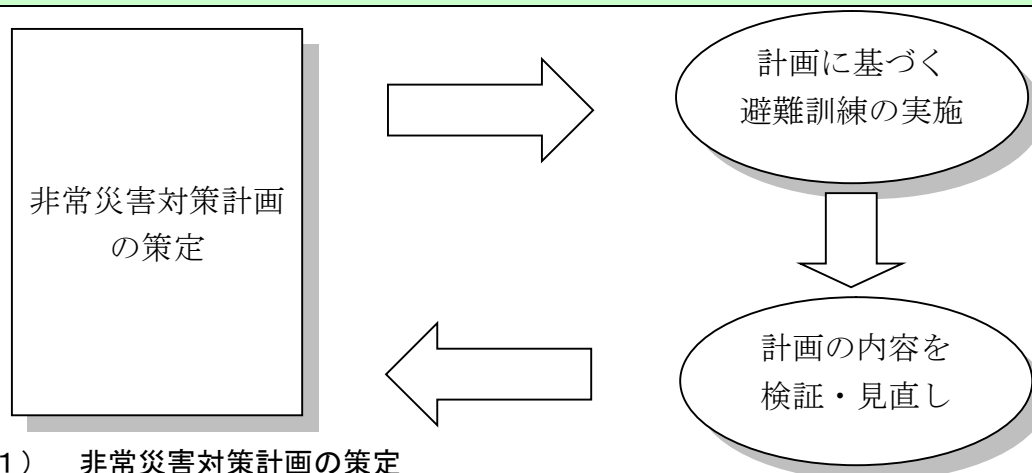 非常災害対策計画
の策定
計画に基づく
避難訓練の実施
計画の内容を
検証・見直し
1） 非常災害対策計画の策定